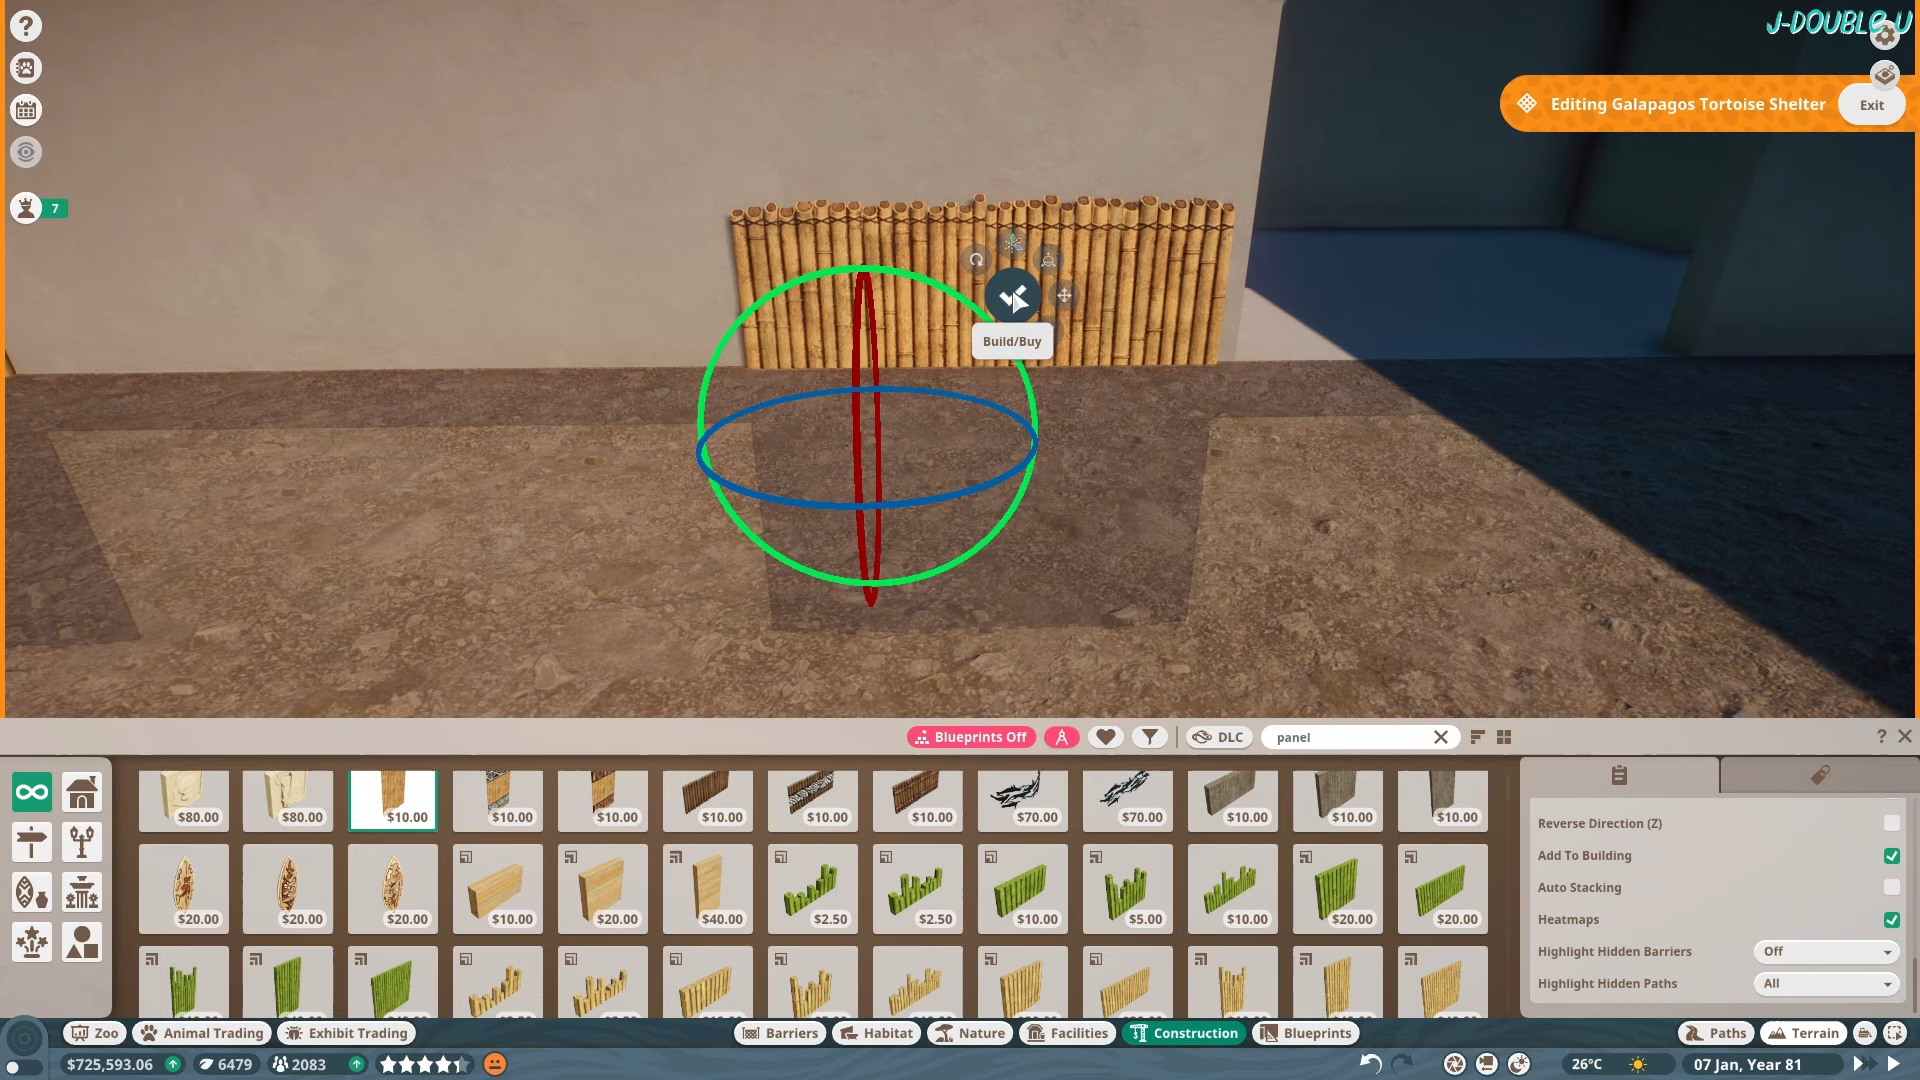 J-DOUBLE U
Editing Galapagos Tortoise Shelter
Exit
7
Build/Buy
Blueprints Off
DLC
panel
?
$80.00
$80.00
$10.00
$10.00
$10.00
$10.00
$10.00
$10.00
$70.00
$70.00
$10.00
$10.00
$10.00
$20.00
$20.00
$20.00
$10.00
$20.00
$40.00
$2.50
$2.50
$10.00
$5.00
$10.00
$20.00
$20.00
Reverse Direction (Z)
Add To Building
Auto Stacking
Heatmaps
Highlight Hidden Barriers
Off
Highlight Hidden Paths
All
Zoo
Animal Trading
Exhibit Trading
Barriers
Habitat
Nature
Facilities
Construction
Blueprints
Paths
Terrain
$725,593.06
6479
2083
26°C
07 Jan, Year 81